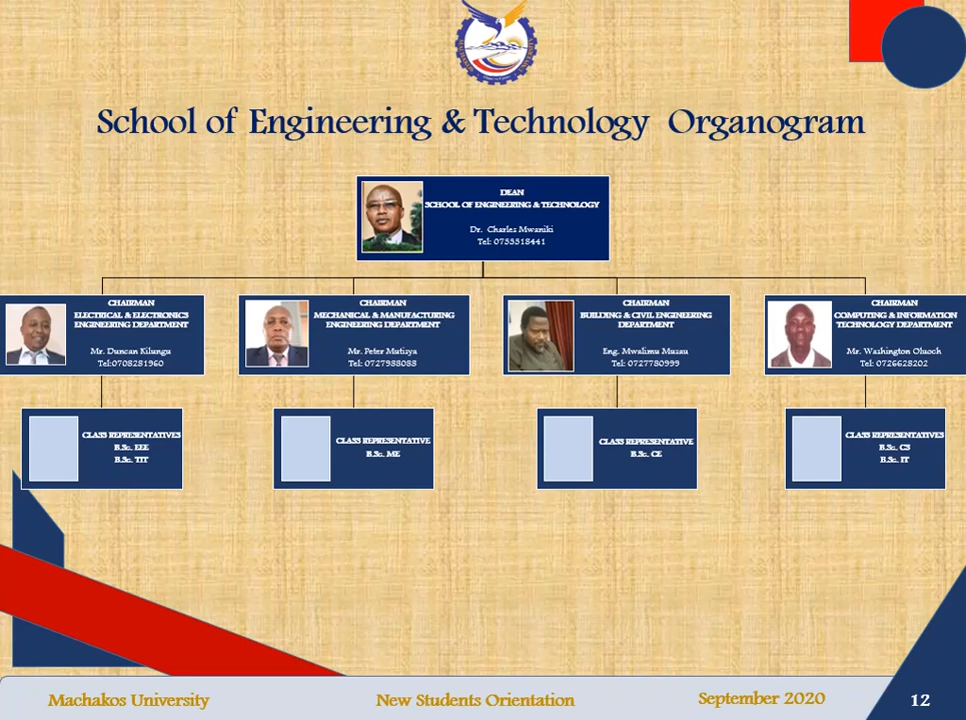 School of Engineering & Technology Organogram
DEAN
SCHOOL OF ENGINEERING & TECHNOLOGY
Dr. Charles Mwaniki
Tel: 0733518441
CHAIRMAN
ELECTRICAL & ELECTRONICS
ENGINEERING DEPARTMENT
Mr. Duncan Kilungu
Tel:0708281960
CHAIRMAN
MECHANICAL & MANUFACTURING
ENGINEERING DEPARTMENT
Mr. Peter Mutisya
Tel: 0727988088
CHAIRMAN
BUILDING & CIVIL ENGINEERING
DEPARTMENT
Eng. Mwalimu Musau
Tel: 0727780999
CHAIRMAN
COMPUTING & INFORMATION
TECHNOLOGY DEPARTMENT
Mr. Washington Oluoch
Tel: 0726628202
CLASS REPRESENTATIVES
B.Sc. EEE
B.Sc. TIT
CLASS REPRESENTATIVE
B.Sc. ME
CLASS REPRESENTATIVE
B.Sc. CE
CLASS REPRESENTATIVES
B.Sc. CS
B.Sc. IT
Machakos University
New Students Orientation
September 2020
12